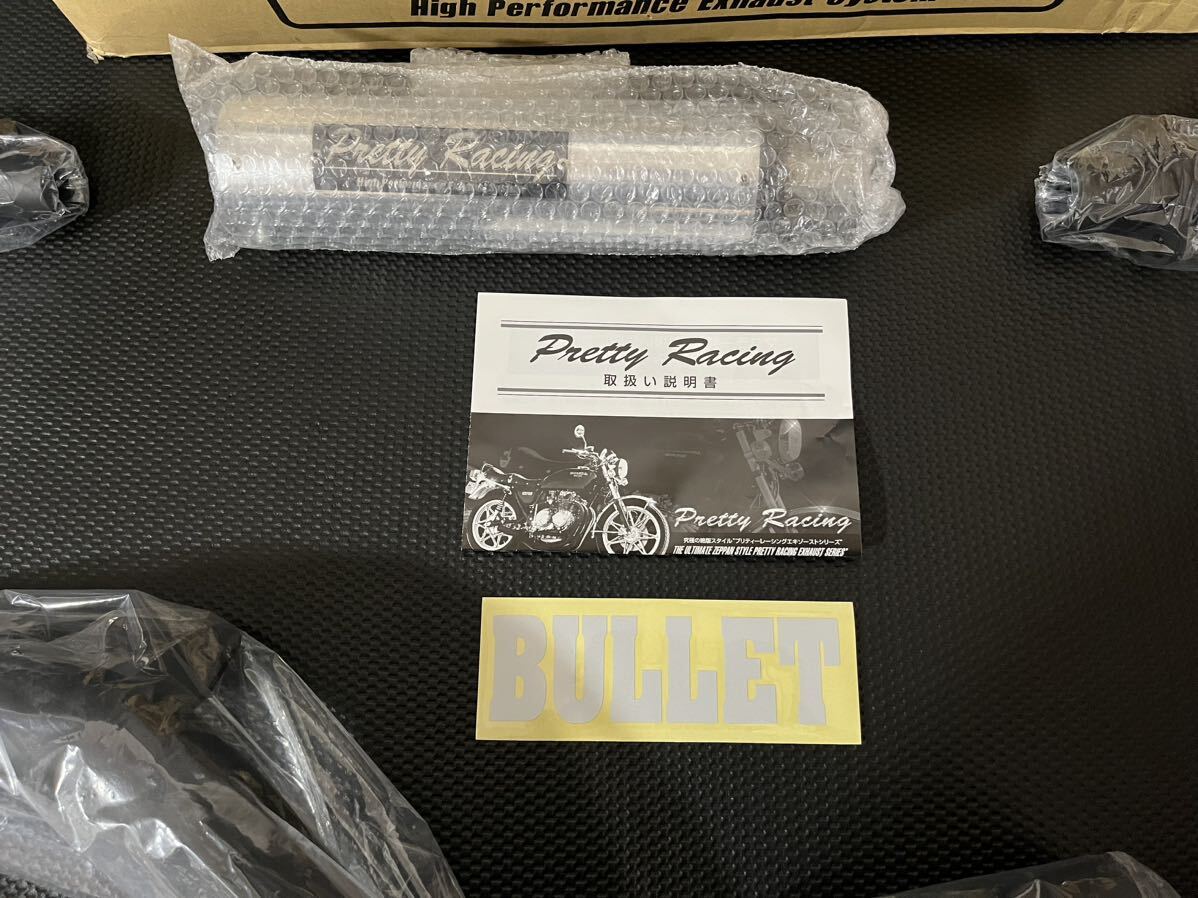 High Performance Exhaust System
Pretty Racing
High Performance
Pretty Racing
取扱い説明書
Pretty Racing
究極の絶版スタイル"プリティーレーシングエキゾーストシリーズ"
THE ULTIMATE ZEPPAN STYLE PRETTY RACING EXHAUST SERIES"
BULLET